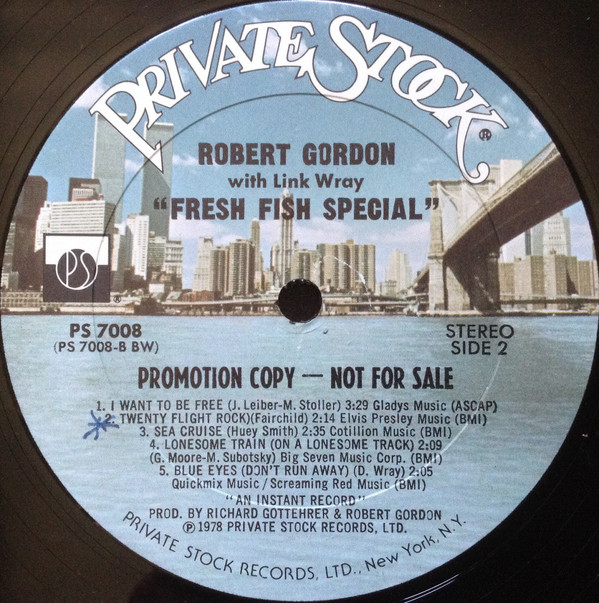 PRIVATE STOCK®
ROBERT GORDON
with Link Wray
"FRESH FISH SPECIAL"
PS
®
PS 7008
(PS 7008-B BW)
STEREO
SIDE 2
PROMOTION COPY — NOT FOR SALE
1. I WANT TO BE FREE (J. Leiber-M. Stoller) 3:29 Gladys Music (ASCAP)
2. TWENTY FLIGHT ROCK)(Fairchild) 2:14 Elvis Presley Music (BMI)
3. SEA CRUISE (Huey Smith) 2:35 Cotillion Music (BMI)
4. LONESOME TRAIN (ON A LONESOME TRACK) 2:09
(G. Moore-M. Subotsky) Big Seven Music Corp. (BMI)
5. BLUE EYES (DON'T RUN AWAY) (D. Wray) 2:05
Quickmix Music / Screaming Red Music (BMI)
"AN INSTANT RECORD"
PROD. BY RICHARD GOTTEHRER & ROBERT GORDON
℗1978 PRIVATE STOCK RECORDS, LTD.
PRIVATE STOCK RECORDS, LTD., New York, N.Y.